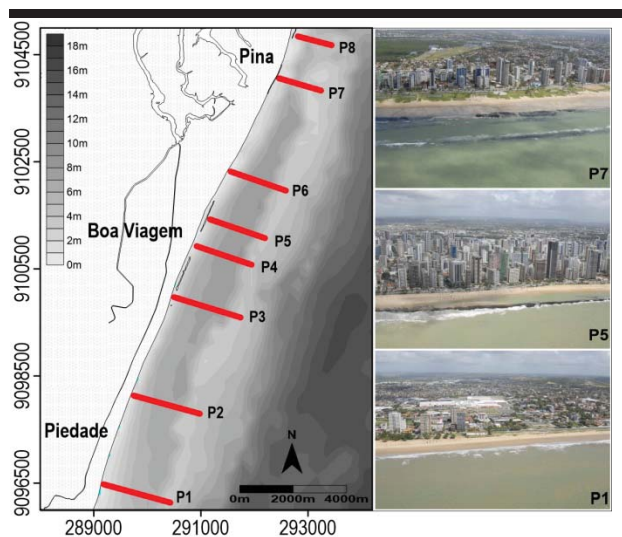 18m
16m
14m
12m
10m
8m
6m
4m
2m
0m
Pina
Boa Viagem
Piedade
P8
P7
P6
P5
P4
P3
P2
P1
N
0m 2000m 4000m
9104500
9102500
9100500
9098500
9096500
289000 291000 293000
P7
P5
P1